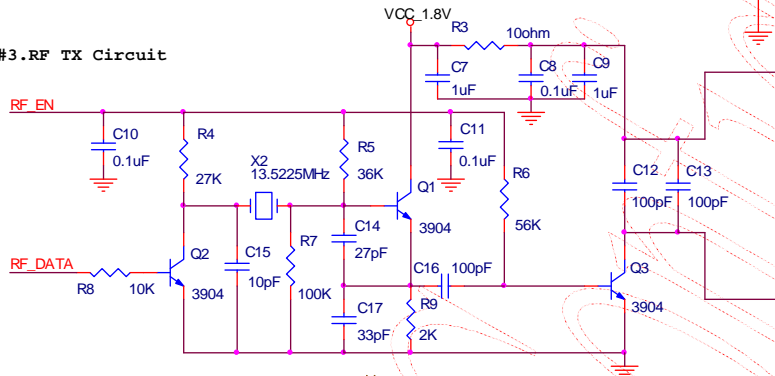 VCC_1.8V
R3
10ohm
#3.RF TX Circuit
C7
1uF
C8
0.1uF
C9
1uF
RF_EN
C10
0.1uF
R4
27K
X2
13.5225MHz
R5
36K
C11
0.1uF
Q1
3904
R6
56K
C12
100pF
C13
100pF
C14
27pF
Q2
3904
C15
10pF
R7
100K
C16
100pF
Q3
3904
RF_DATA
R8
10K
C17
33pF
R9
2K